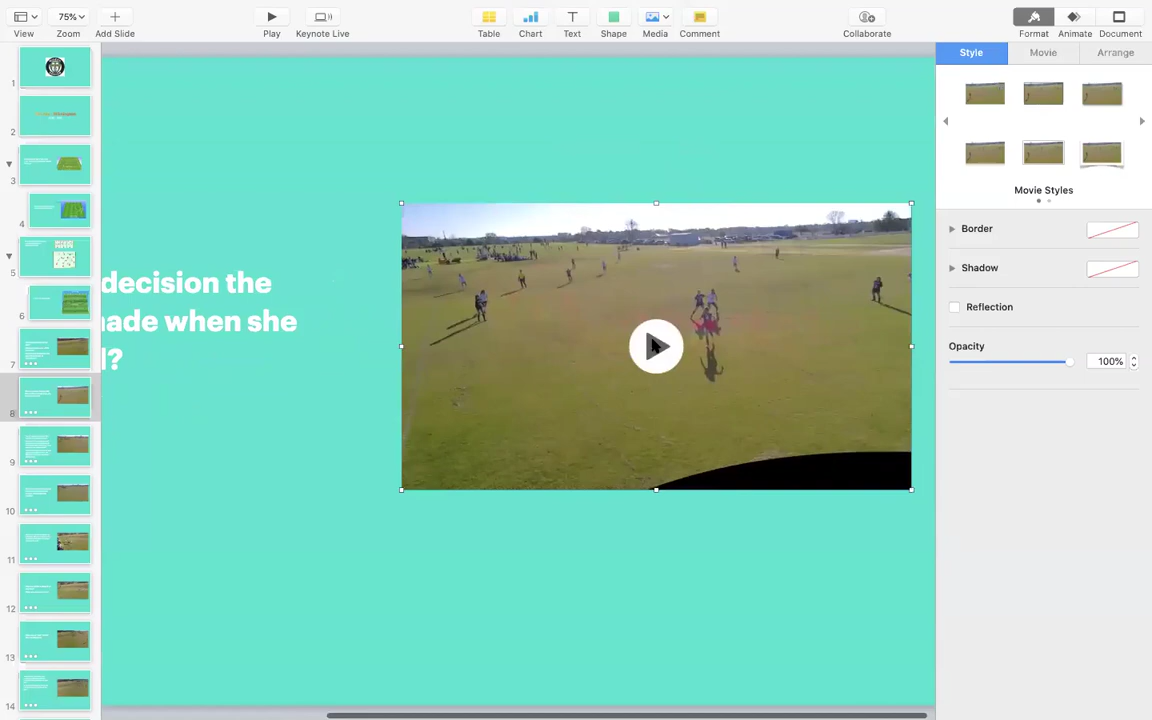 75%
View
Zoom
Add Slide
Play
Keynote Live
Table
Chart
Text
Shape
Media
Comment
Collaborate
Format
Animate
Document
Style
Movie
Arrange
Movie Styles
Border
Shadow
Reflection
Opacity
100%
decision the
made when she
?
1
2
3
4
5
6
7
8
9
10
11
12
13
14